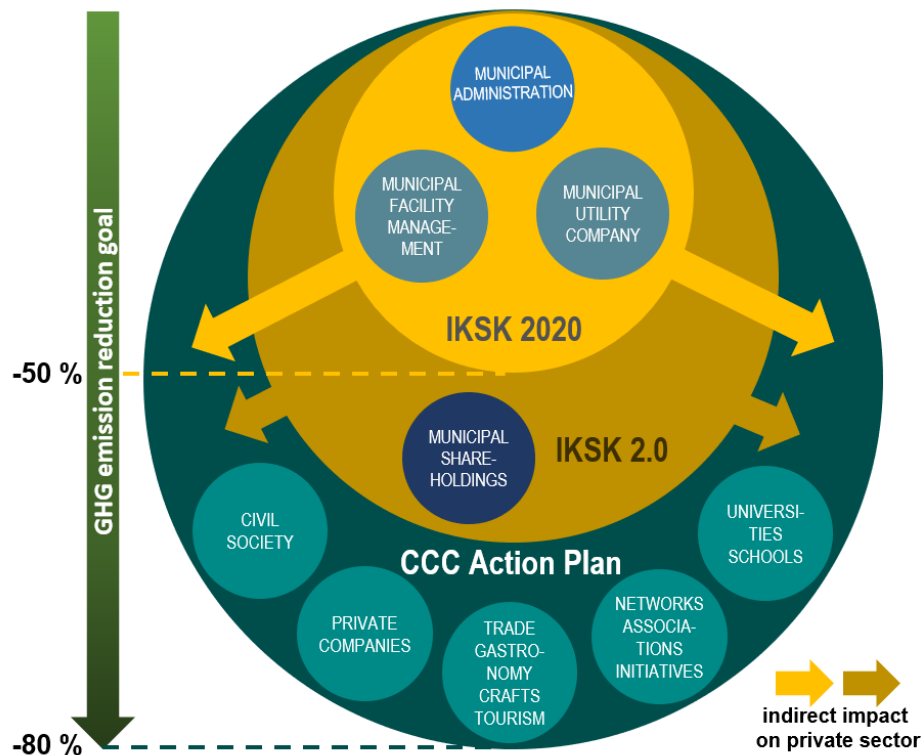 MUNICIPAL
ADMINISTRATION
MUNICIPAL
FACILITY
MANAGE-
MENT
MUNICIPAL
UTILITY
COMPANY
GHG emission reduction goal
IKSK 2020
-50 %
MUNICIPAL
SHARE-
HOLDINGS
IKSK 2.0
CIVIL
SOCIETY
UNIVERSI-
TIES
SCHOOLS
CCC Action Plan
PRIVATE
COMPANIES
TRADE
GASTRO-
NOMY
CRAFTS
TOURISM
NETWORKS
ASSOCIA-
TIONS
INITIATIVES
indirect impact
on private sector
-80 %